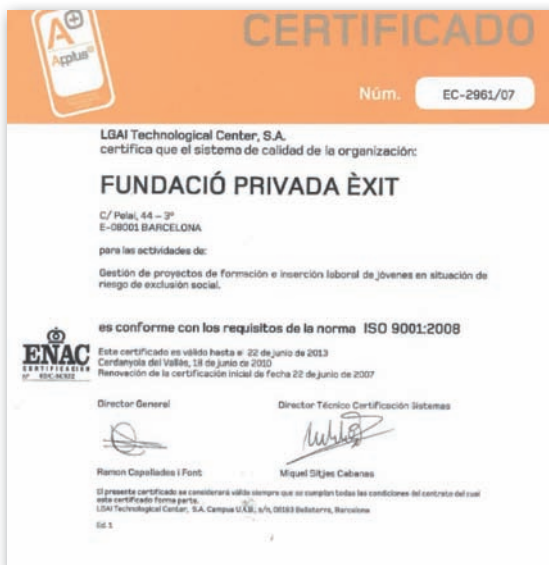 A+
Applus
CERTIFICADO
Núm. EC-2961/07
LGAI Technological Center, S.A.
certifica que el sistema de calidad de la organización:
FUNDACIÓ PRIVADA ÈXIT
C/ Pelai, 44 – 3º
E-08001 BARCELONA
para las actividades de:
Gestión de proyectos de formación e inserción laboral de jóvenes en situación de
riesgo de exclusión social.
es conforme con los requisitos de la norma ISO 9001:2008
ENAC
CERTIFICACIÓN
Este certificado es válido hasta el 22 de junio de 2013
Cerdanyola del Vallès, 18 de junio de 2010
Renovación de la certificación inicial de fecha 22 de junio de 2007
Director General
Director Técnico Certificación Sistemas
Ramon Capellades i Font
Miquel Sitjes Cabanas
El presente certificado se considerará válido siempre que se cumplan todas las condiciones del contrato del cual
este certificado forma parte.
LGAI Technological Center, S.A. Campus U.A.B., s/n, 08193 Bellaterra, Barcelona
Ed. 1